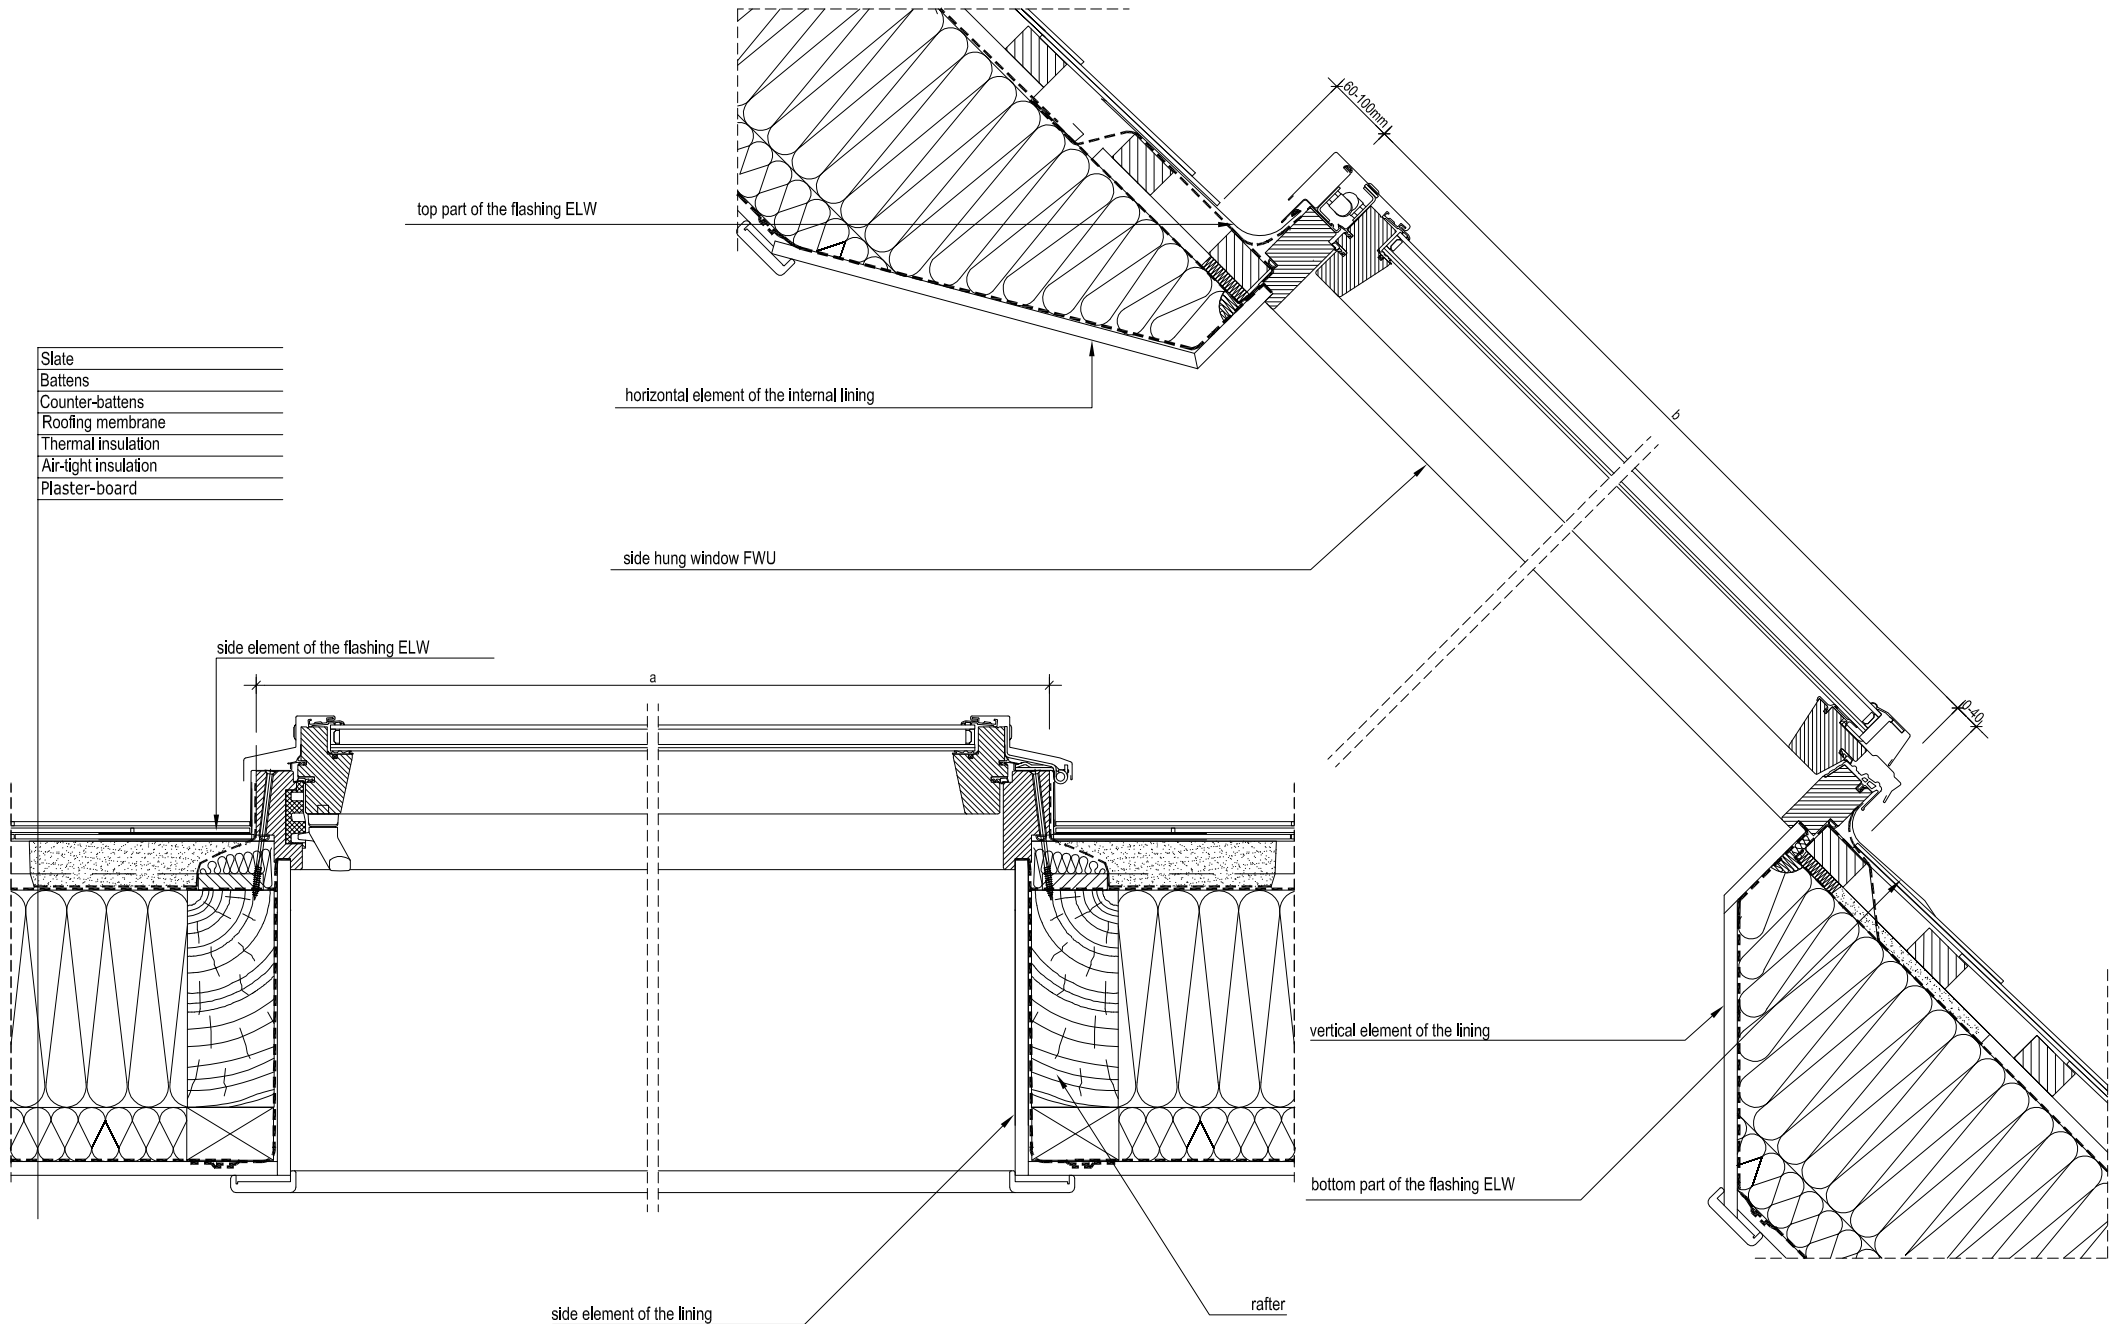 60-100mm
top part of the flashing ELW
Slate
Battens
Counter-battens
Roofing membrane
Thermal insulation
Air-tight insulation
Plaster-board
horizontal element of the internal lining
b
side hung window FWU
side element of the flashing ELW
a
0-40
vertical element of the lining
bottom part of the flashing ELW
side element of the lining
rafter